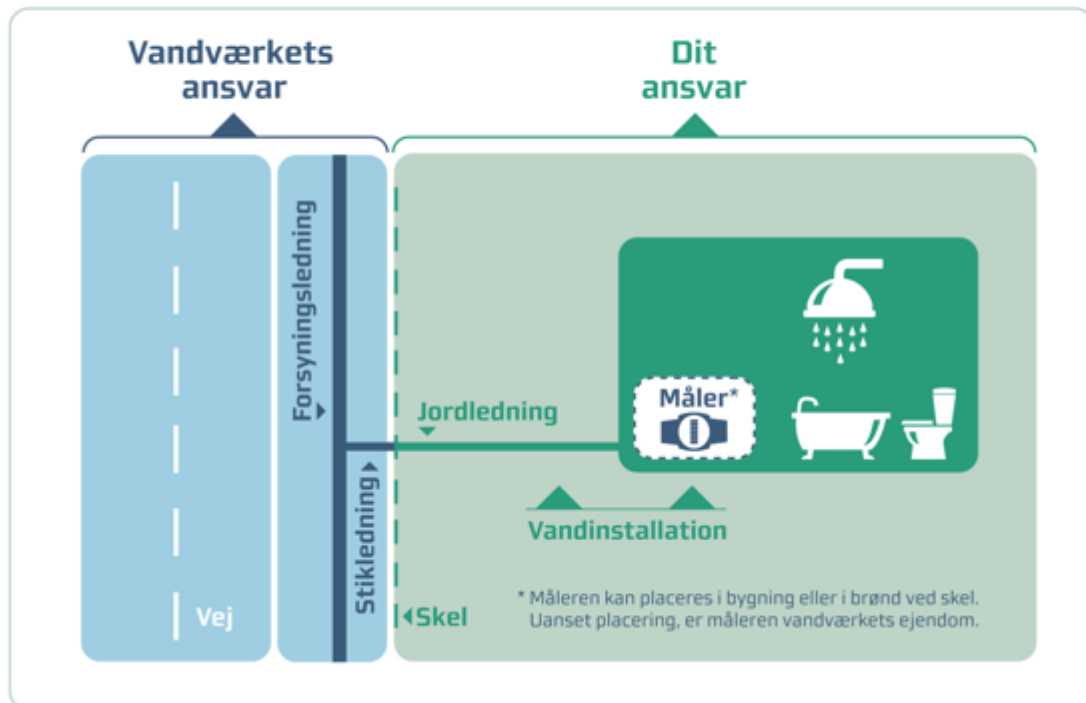 Vandværkets
ansvar
Dit
ansvar
Forsyningsledning
Jordledning
Måler*
Stikledning
Vandinstallation
Vej
Skel
* Måleren kan placeres i bygning eller i brønd ved skel.
Uanset placering, er måleren vandværkets ejendom.